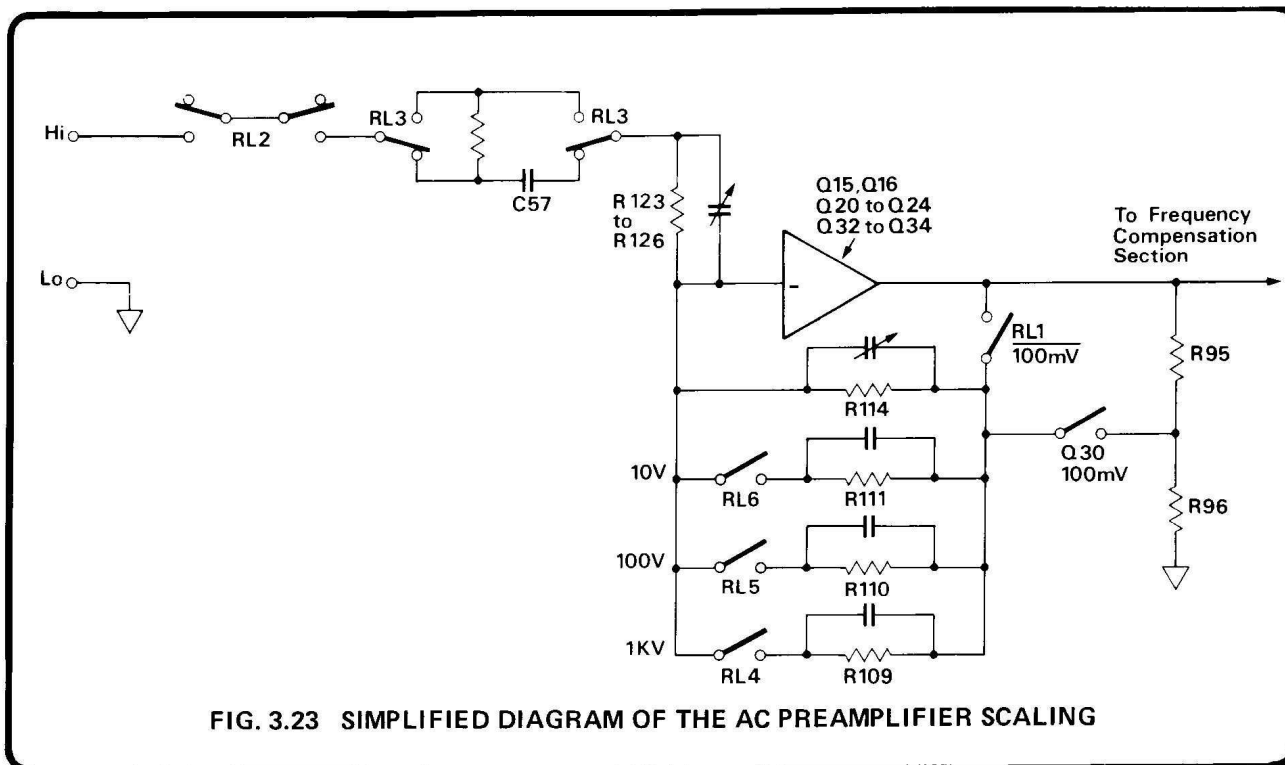 Hi
RL2
RL3
C57
RL3
R123
to
R126
Q15, Q16
Q20 to Q24
Q32 to Q34
To Frequency
Compensation
Section
Lo
-
RL1
100mV
R95
R114
Q30
100mV
10V
RL6
R111
R96
100V
RL5
R110
1KV
RL4
R109
FIG. 3.23 SIMPLIFIED DIAGRAM OF THE AC PREAMPLIFIER SCALING